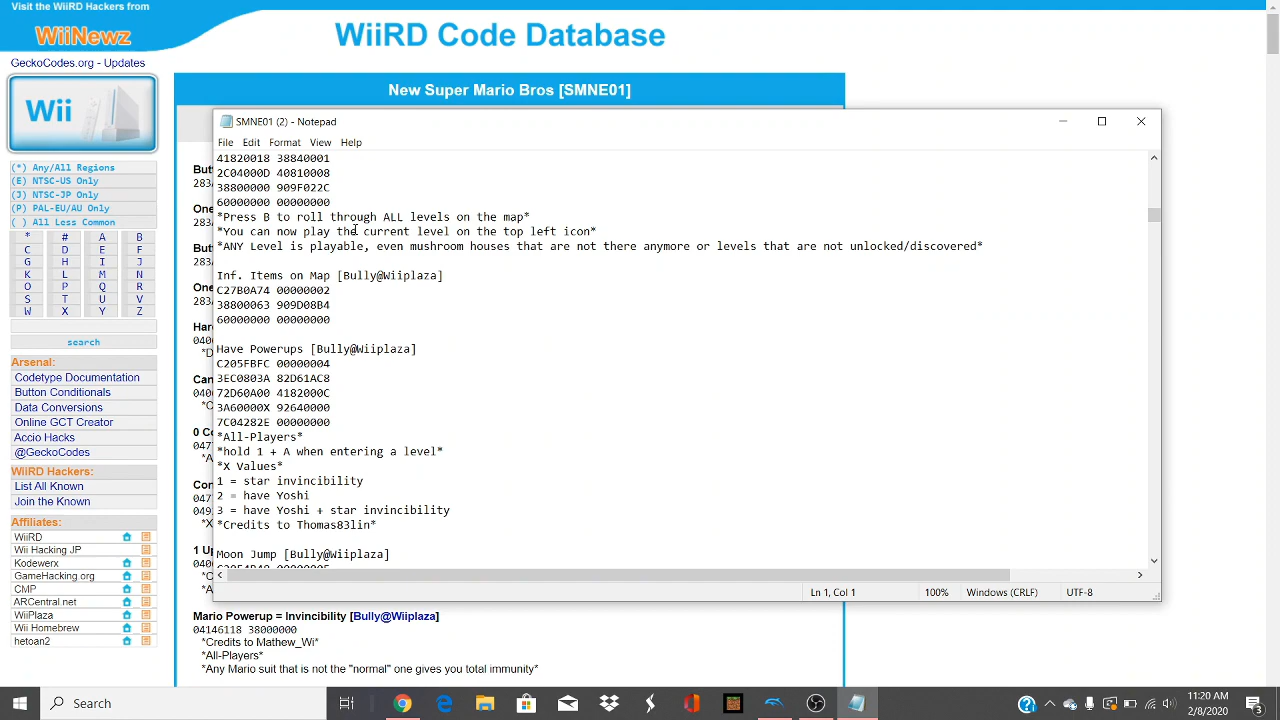 Visit the WiiRD Hackers from
WiiNewz
WiiRD Code Database
GeckoCodes.org - Updates
Wii
(*) Any/All Regions
(E) NTSC-US Only
(J) NTSC-JP Only
(P) PAL-EU/AU Only
( ) All Less Common
* # A B
C D E F
G H I J
K L M N
O P Q R
S T U V
W X Y Z
search
Arsenal:
Codetype Documentation
Button Conditionals
Data Conversions
Online GCT Creator
Accio Hacks
@GeckoCodes
WiiRD Hackers:
List All Known
Join the Known
Affiliates:
WiiRD
Wii Hacking JP
Kodewerx
GameHacking org
CMP
ARCentral.net
WiiPlaza
Wii Homebrew
hetoan2
New Super Mario Bros [SMNE01]
SMNE01 (2) - Notepad
File Edit Format View Help
41820018 38840001
2C04000D 40810008
38800000 909F022C
60000000 00000000
*Press B to roll through ALL levels on the map*
*You can now play the current level on the top left icon*
*ANY Level is playable, even mushroom houses that are not there anymore or levels that are not unlocked/discovered*
Inf. Items on Map [Bully@Wiiplaza]
C27B0A74 00000002
38800063 909D08B4
60000000 00000000
Have Powerups [Bully@Wiiplaza]
C205FBFC 00000004
3EC0803A 82D61AC8
72D60A00 4182000C
3A60000X 92640000
7C04282E 00000000
*All-Players*
*hold 1 + A when entering a level*
*X Values*
1 = star invincibility
2 = have Yoshi
3 = have Yoshi + star invincibility
*Credits to Thomas83lin*
Moon Jump [Bully@Wiiplaza]
Ln 1, Col 1 100% Windows (CRLF) UTF-8
Mario Powerup = Invincibility [Bully@Wiiplaza]
04146118 38000000
*Credits to Mathew_Wi*
*All-Players*
*Any Mario suit that is not the "normal" one gives you total immunity*
Search
11:20 AM
2/8/2020
3